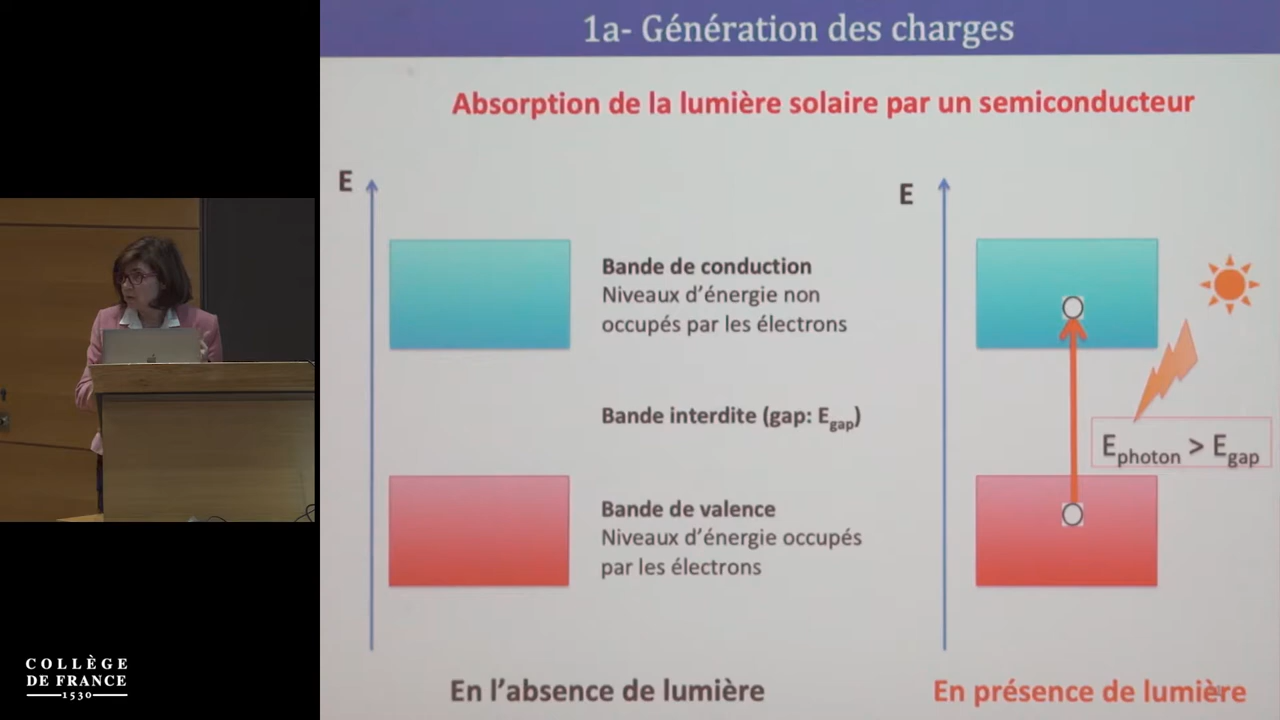 1a- Génération des charges
Absorption de la lumière solaire par un semiconducteur
E
Bande de conduction
Niveaux d'énergie non
occupés par les électrons
Bande interdite (gap: Egap)
Bande de valence
Niveaux d'énergie occupés
par les électrons
En l'absence de lumière
E
Ephoton > Egap
En présence de lumière
COLLÈGE
DE FRANCE
1530